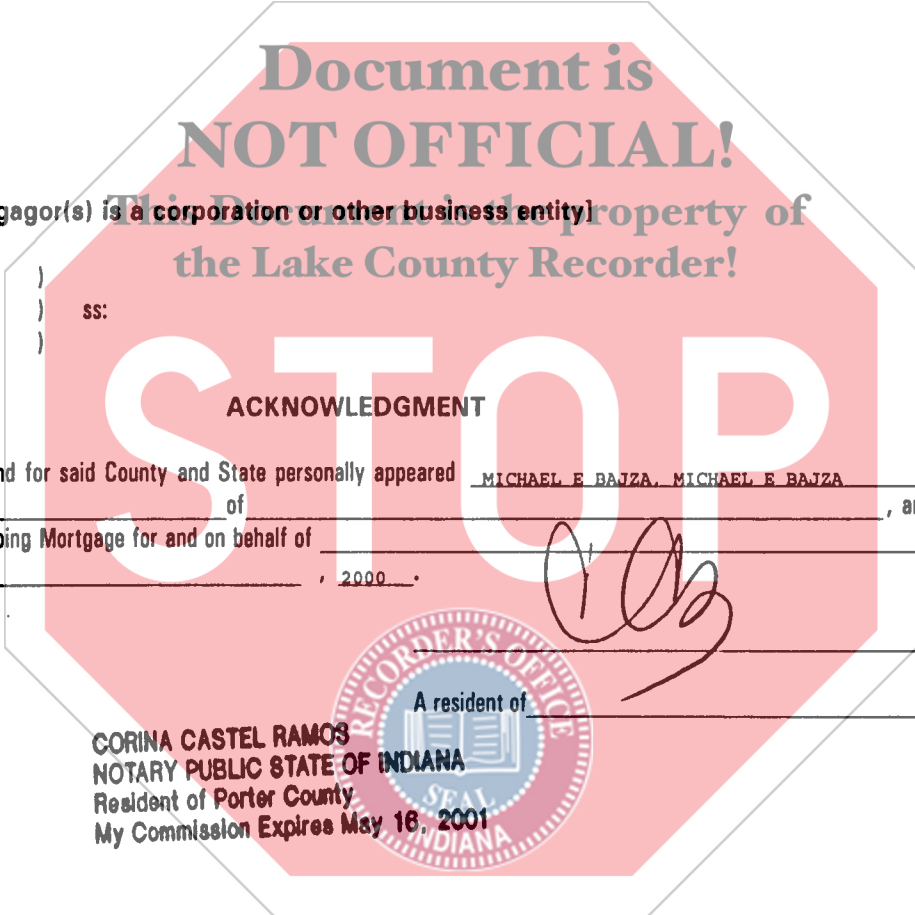 Document is
NOT OFFICIAL!
This Document is the property of
the Lake County Recorder!
gagor(s) is a corporation or other business entity]
)
) ss:
)
STOP
ACKNOWLEDGMENT
nd for said County and State personally appeared MICHAEL E BAJZA, MICHAEL E BAJZA
of , an
oing Mortgage for and on behalf of
, 2000 .
A resident of
RECORDER'S OFFICE
SEAL
INDIANA
CORINA CASTEL RAMOS
NOTARY PUBLIC STATE OF INDIANA
Resident of Porter County
My Commission Expires May 16, 2001